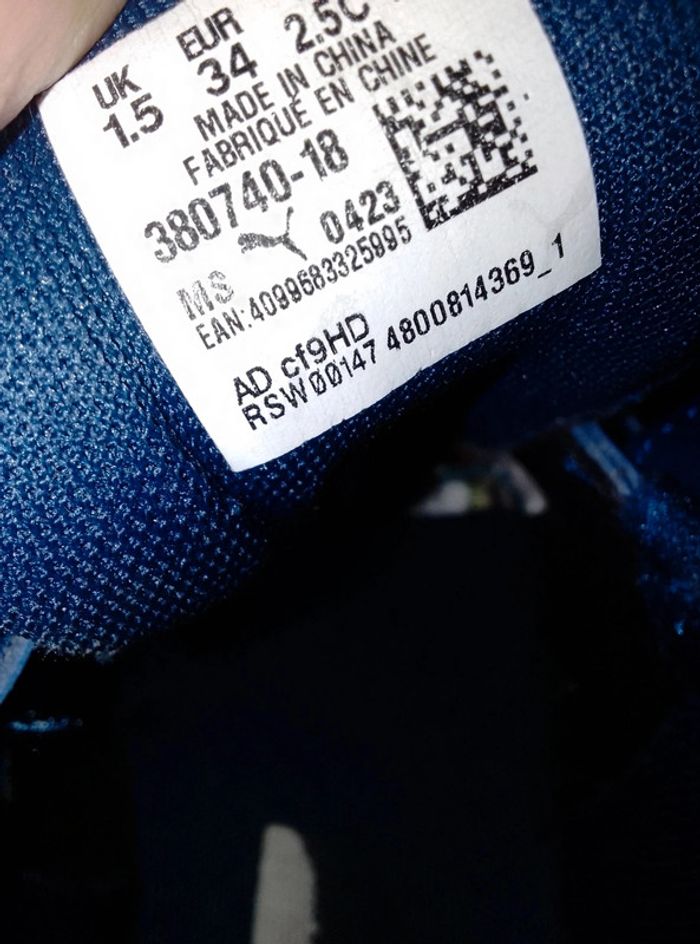 UK EUR
1.5 34 2.5C
MADE IN CHINA
FABRIQUÉ EN CHINE
380740-18
MS 0423
EAN:4099683325995
AD cf9HD
RSW00147 4800814369_1